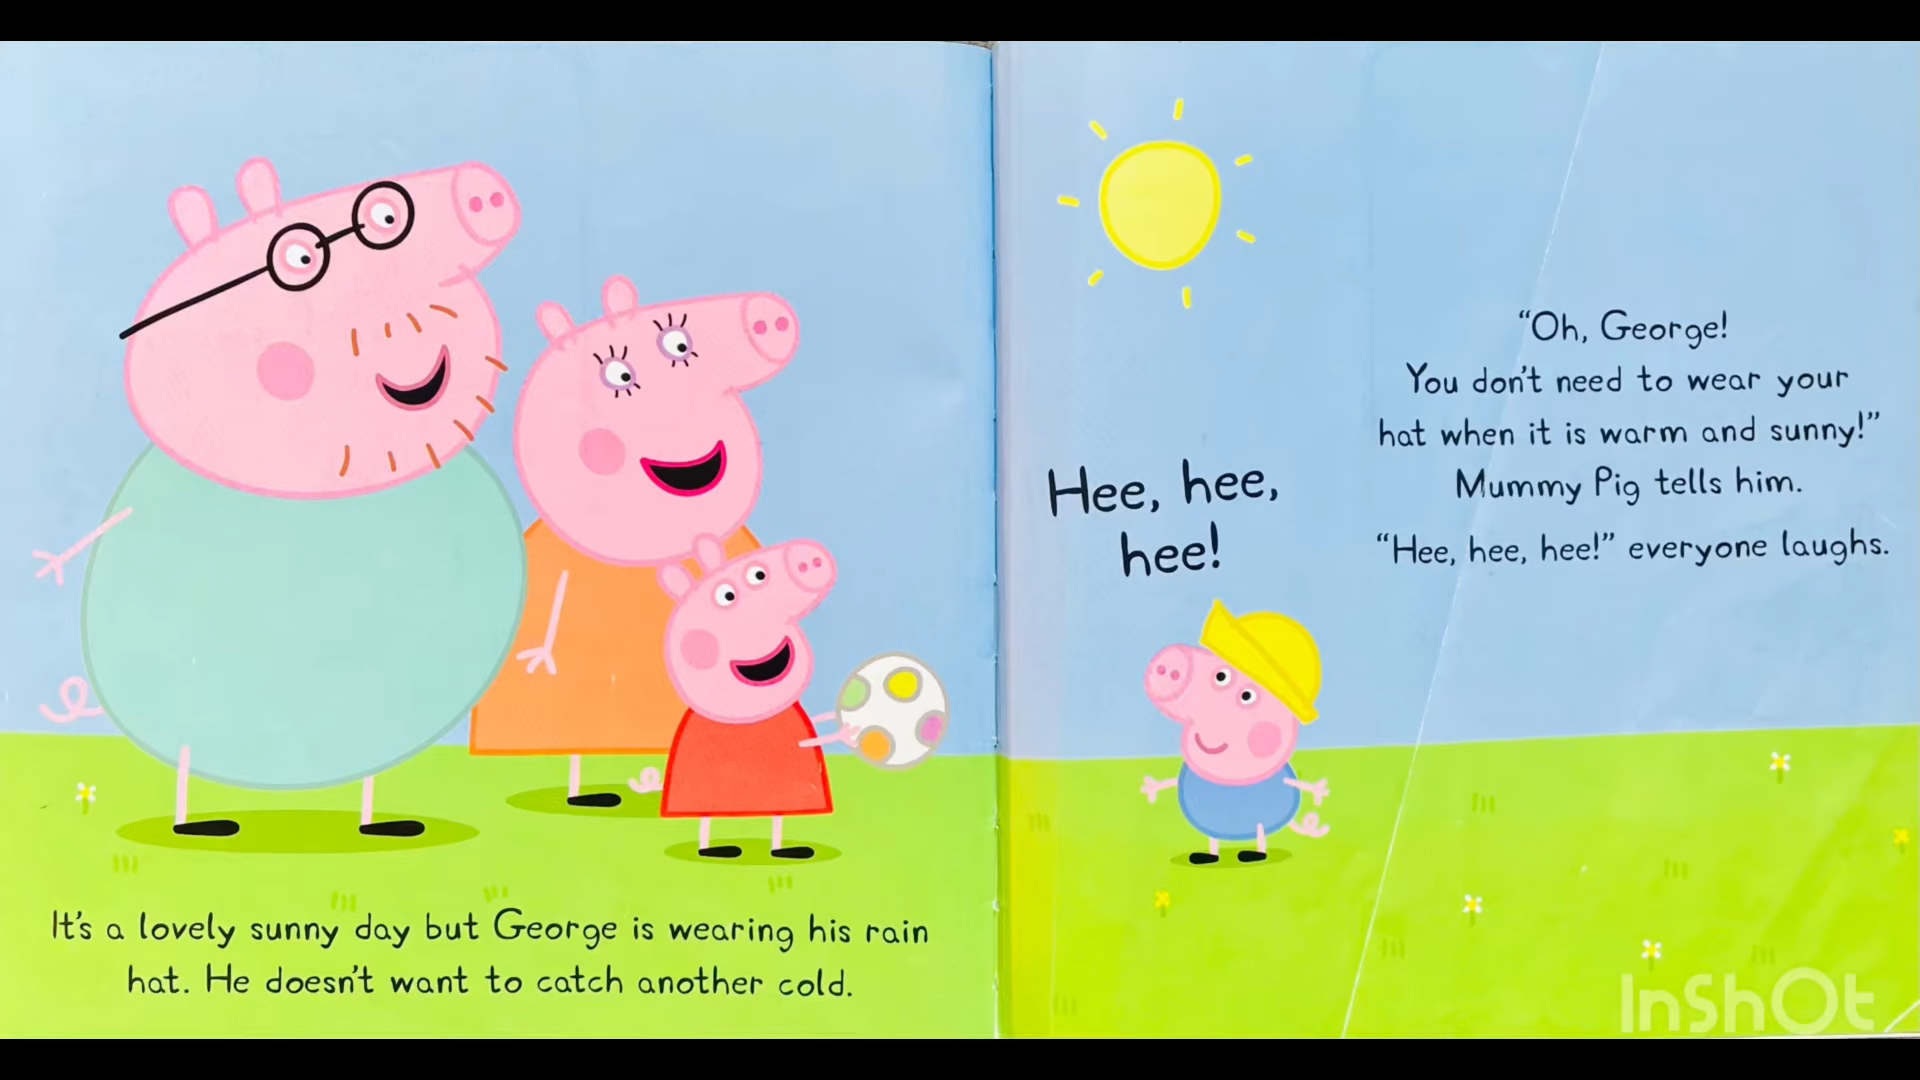 It's a lovely sunny day but George is wearing his rain
hat. He doesn't want to catch another cold.
Hee, hee,
hee!
"Oh, George!
You don't need to wear your
hat when it is warm and sunny!"
Mummy Pig tells him.
"Hee, hee, hee!" everyone laughs.
InShOt